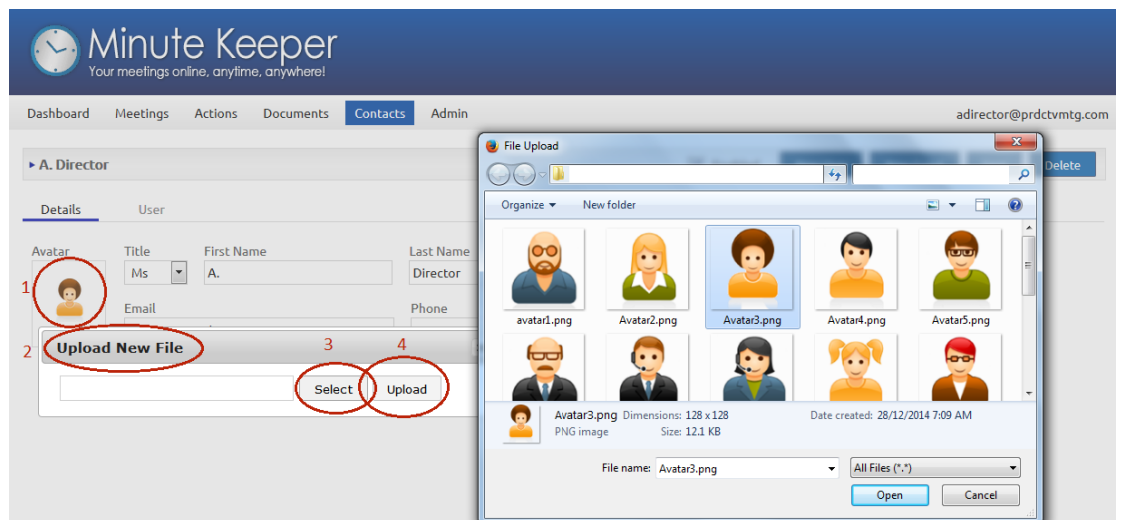 Minute Keeper
Your meetings online, anytime, anywhere!
Dashboard Meetings Actions Documents Contacts Admin adirector@prdctvmtg.com
A. Director
Delete
Details User
Avatar Title First Name Last Name
Ms A. Director
1
Email Phone
2 Upload New File 3 4
Select Upload
File Upload
Organize New folder
avatar1.png Avatar2.png Avatar3.png Avatar4.png Avatar5.png
Avatar3.png Dimensions: 128 x 128 Date created: 28/12/2014 7:09 AM
PNG image Size: 12.1 KB
File name: Avatar3.png All Files (*.*)
Open Cancel